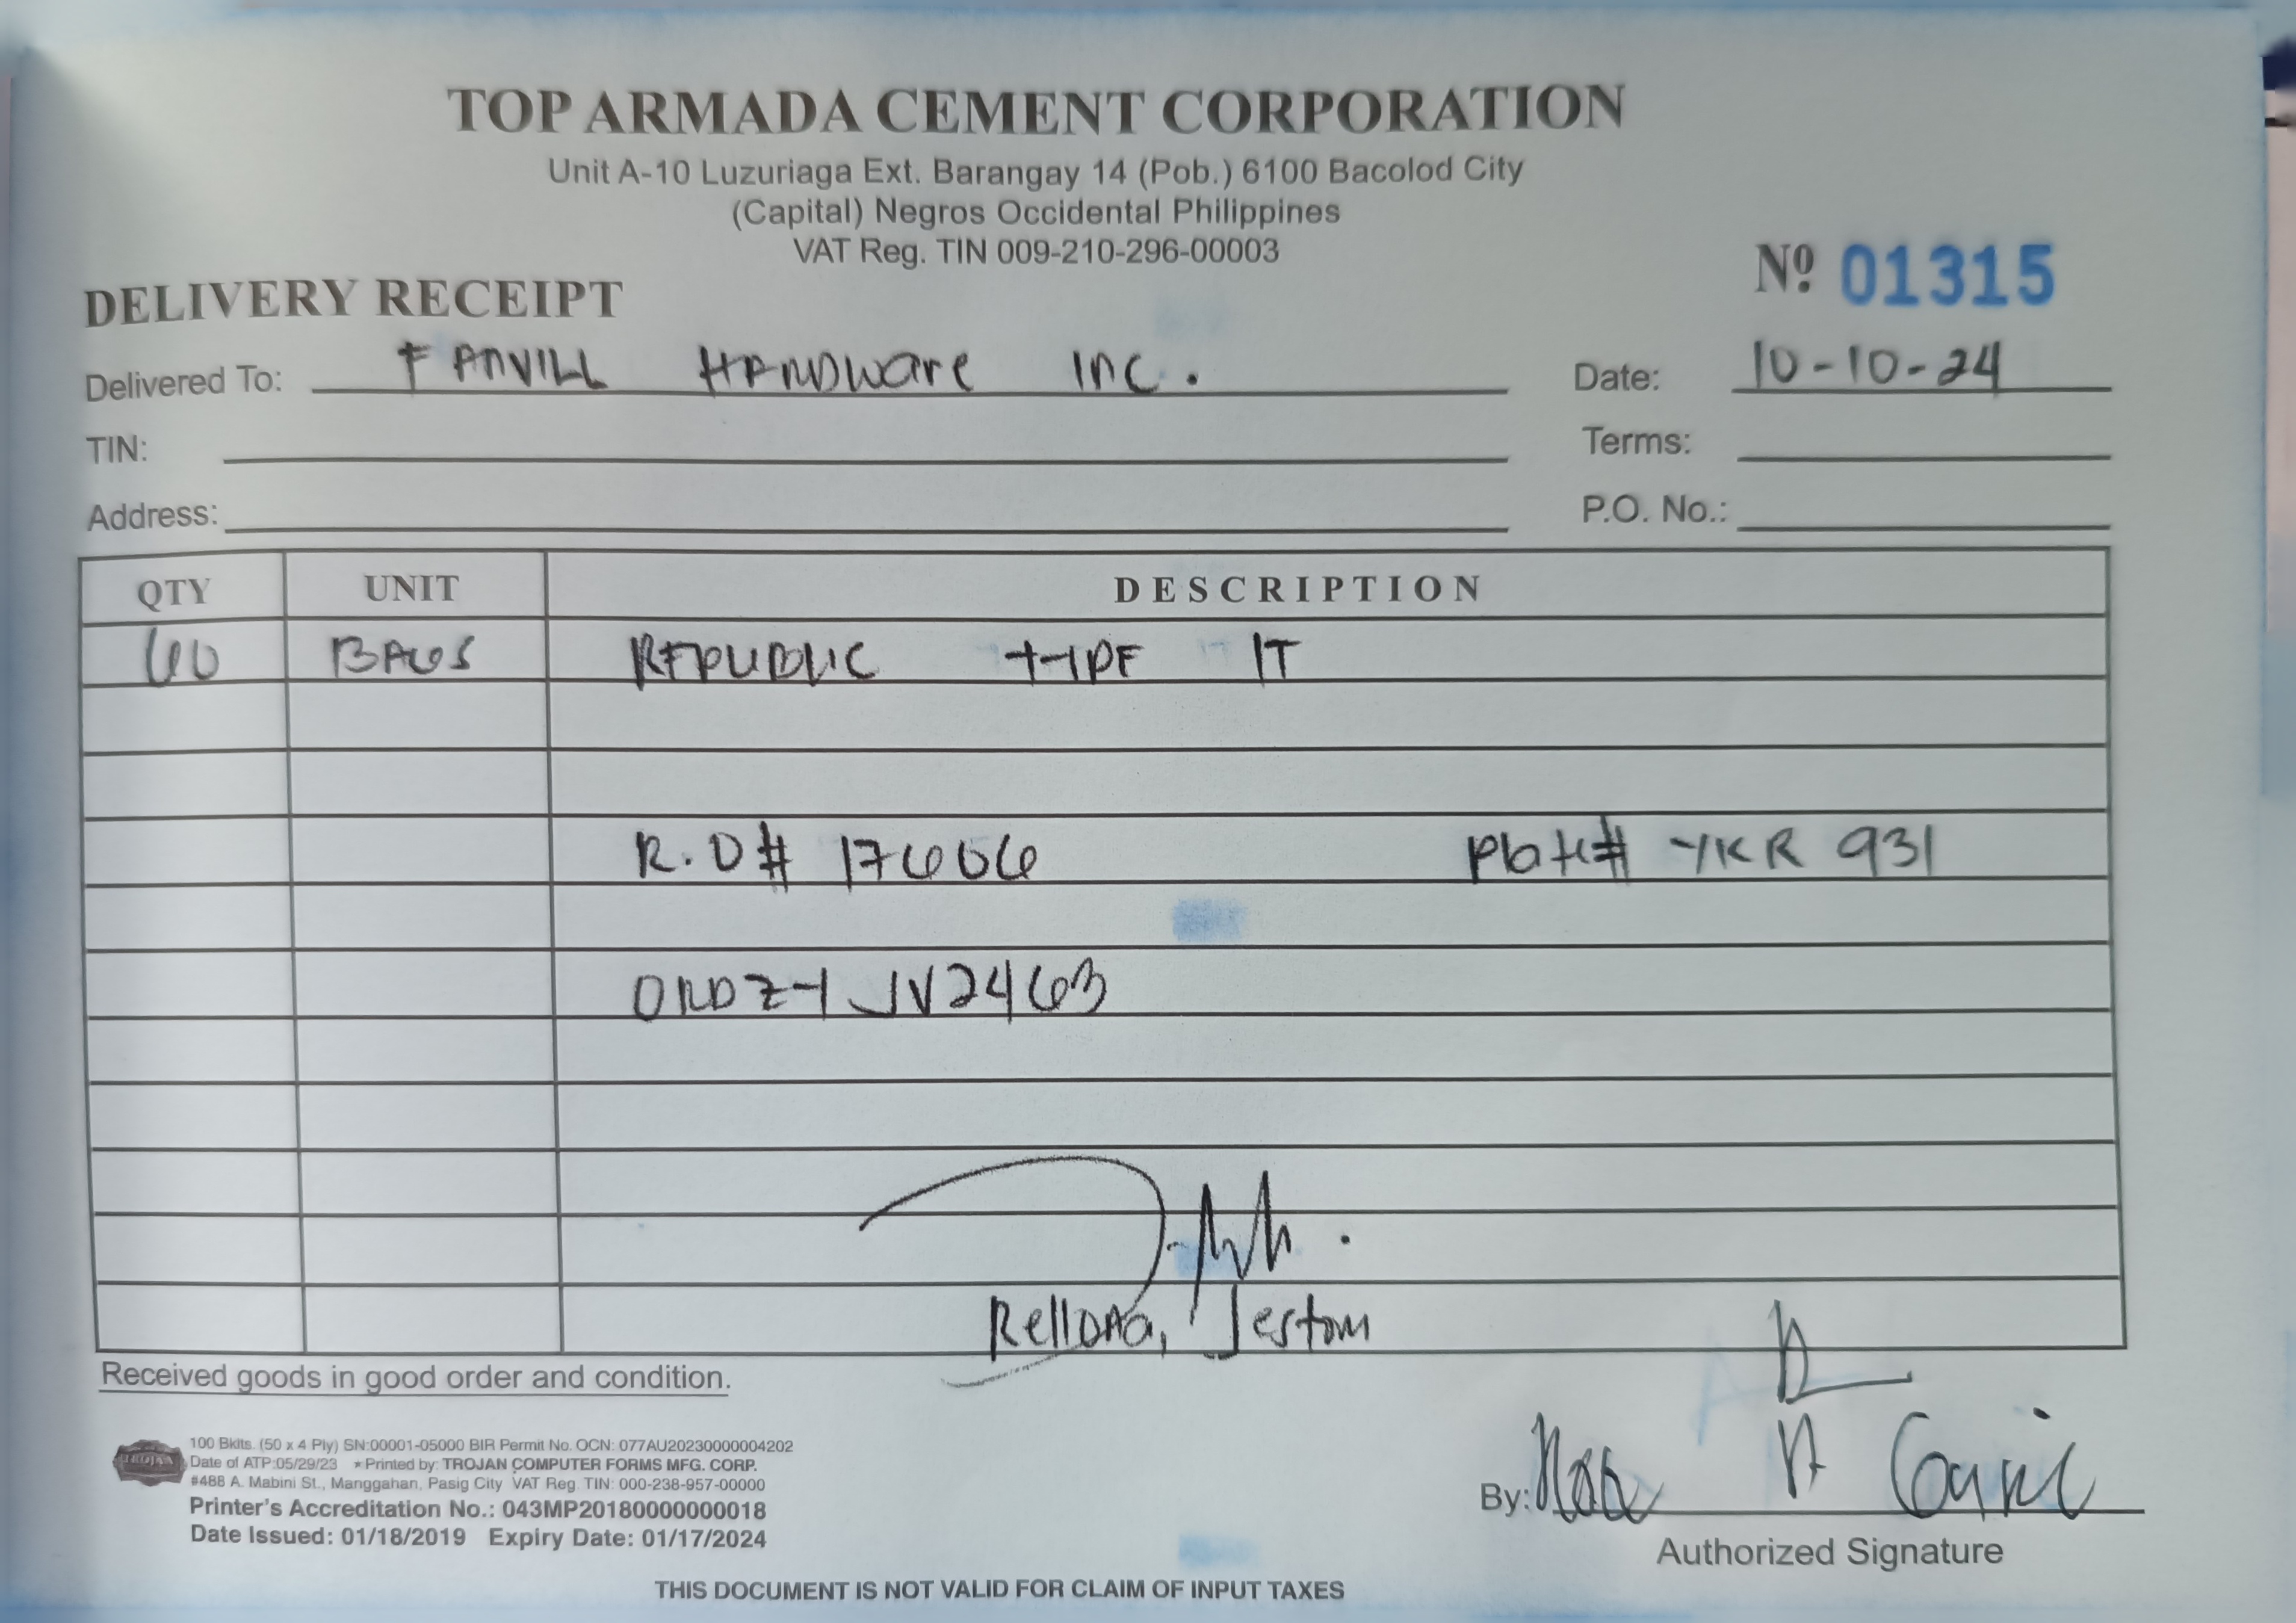 TOP ARMADA CEMENT CORPORATION
Unit A-10 Luzuriaga Ext. Barangay 14 (Pob.) 6100 Bacolod City
(Capital) Negros Occidental Philippines
VAT Reg. TIN 009-210-296-00003
Nº 01315
DELIVERY RECEIPT
Delivered To: FANVILL HARDWare Inc. Date: 10-10-24
TIN: Terms:
Address: P.O. No.:
QTY UNIT DESCRIPTION
60 BAGS REPUBLIC TYPE 1T
R.O# 17606 Plate# YKR 931
ORDZY JV2463
Rellona, Jestom
Received goods in good order and condition.
100 Bklts. (50 x 4 Ply) SN:00001-05000 BIR Permit No. OCN: 077AU20230000004202
Date of ATP:05/29/23 * Printed by: TROJAN COMPUTER FORMS MFG. CORP.
#488 A. Mabini St., Manggahan, Pasig City VAT Reg. TIN: 000-238-957-00000
Printer's Accreditation No.: 043MP20180000000018
Date Issued: 01/18/2019 Expiry Date: 01/17/2024
TROJAN
By:
Authorized Signature
THIS DOCUMENT IS NOT VALID FOR CLAIM OF INPUT TAXES